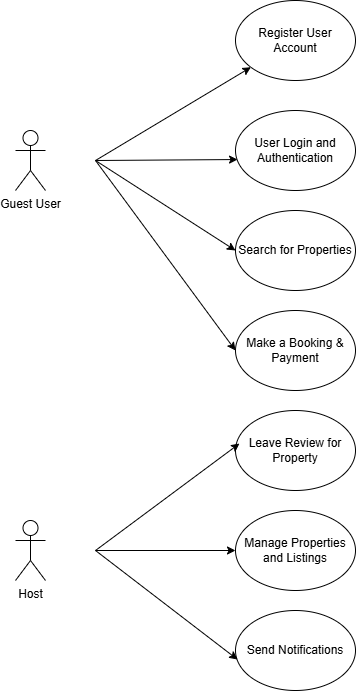 Register User
Account
User Login and
Authentication
Guest User
Search for Properties
Make a Booking &
Payment
Leave Review for
Property
Manage Properties
and Listings
Host
Send Notifications